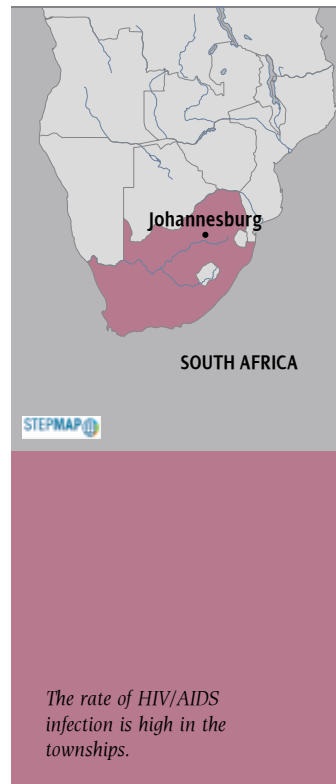 Johannesburg
SOUTH AFRICA
STEPMAP
The rate of HIV/AIDS
infection is high in the
townships.